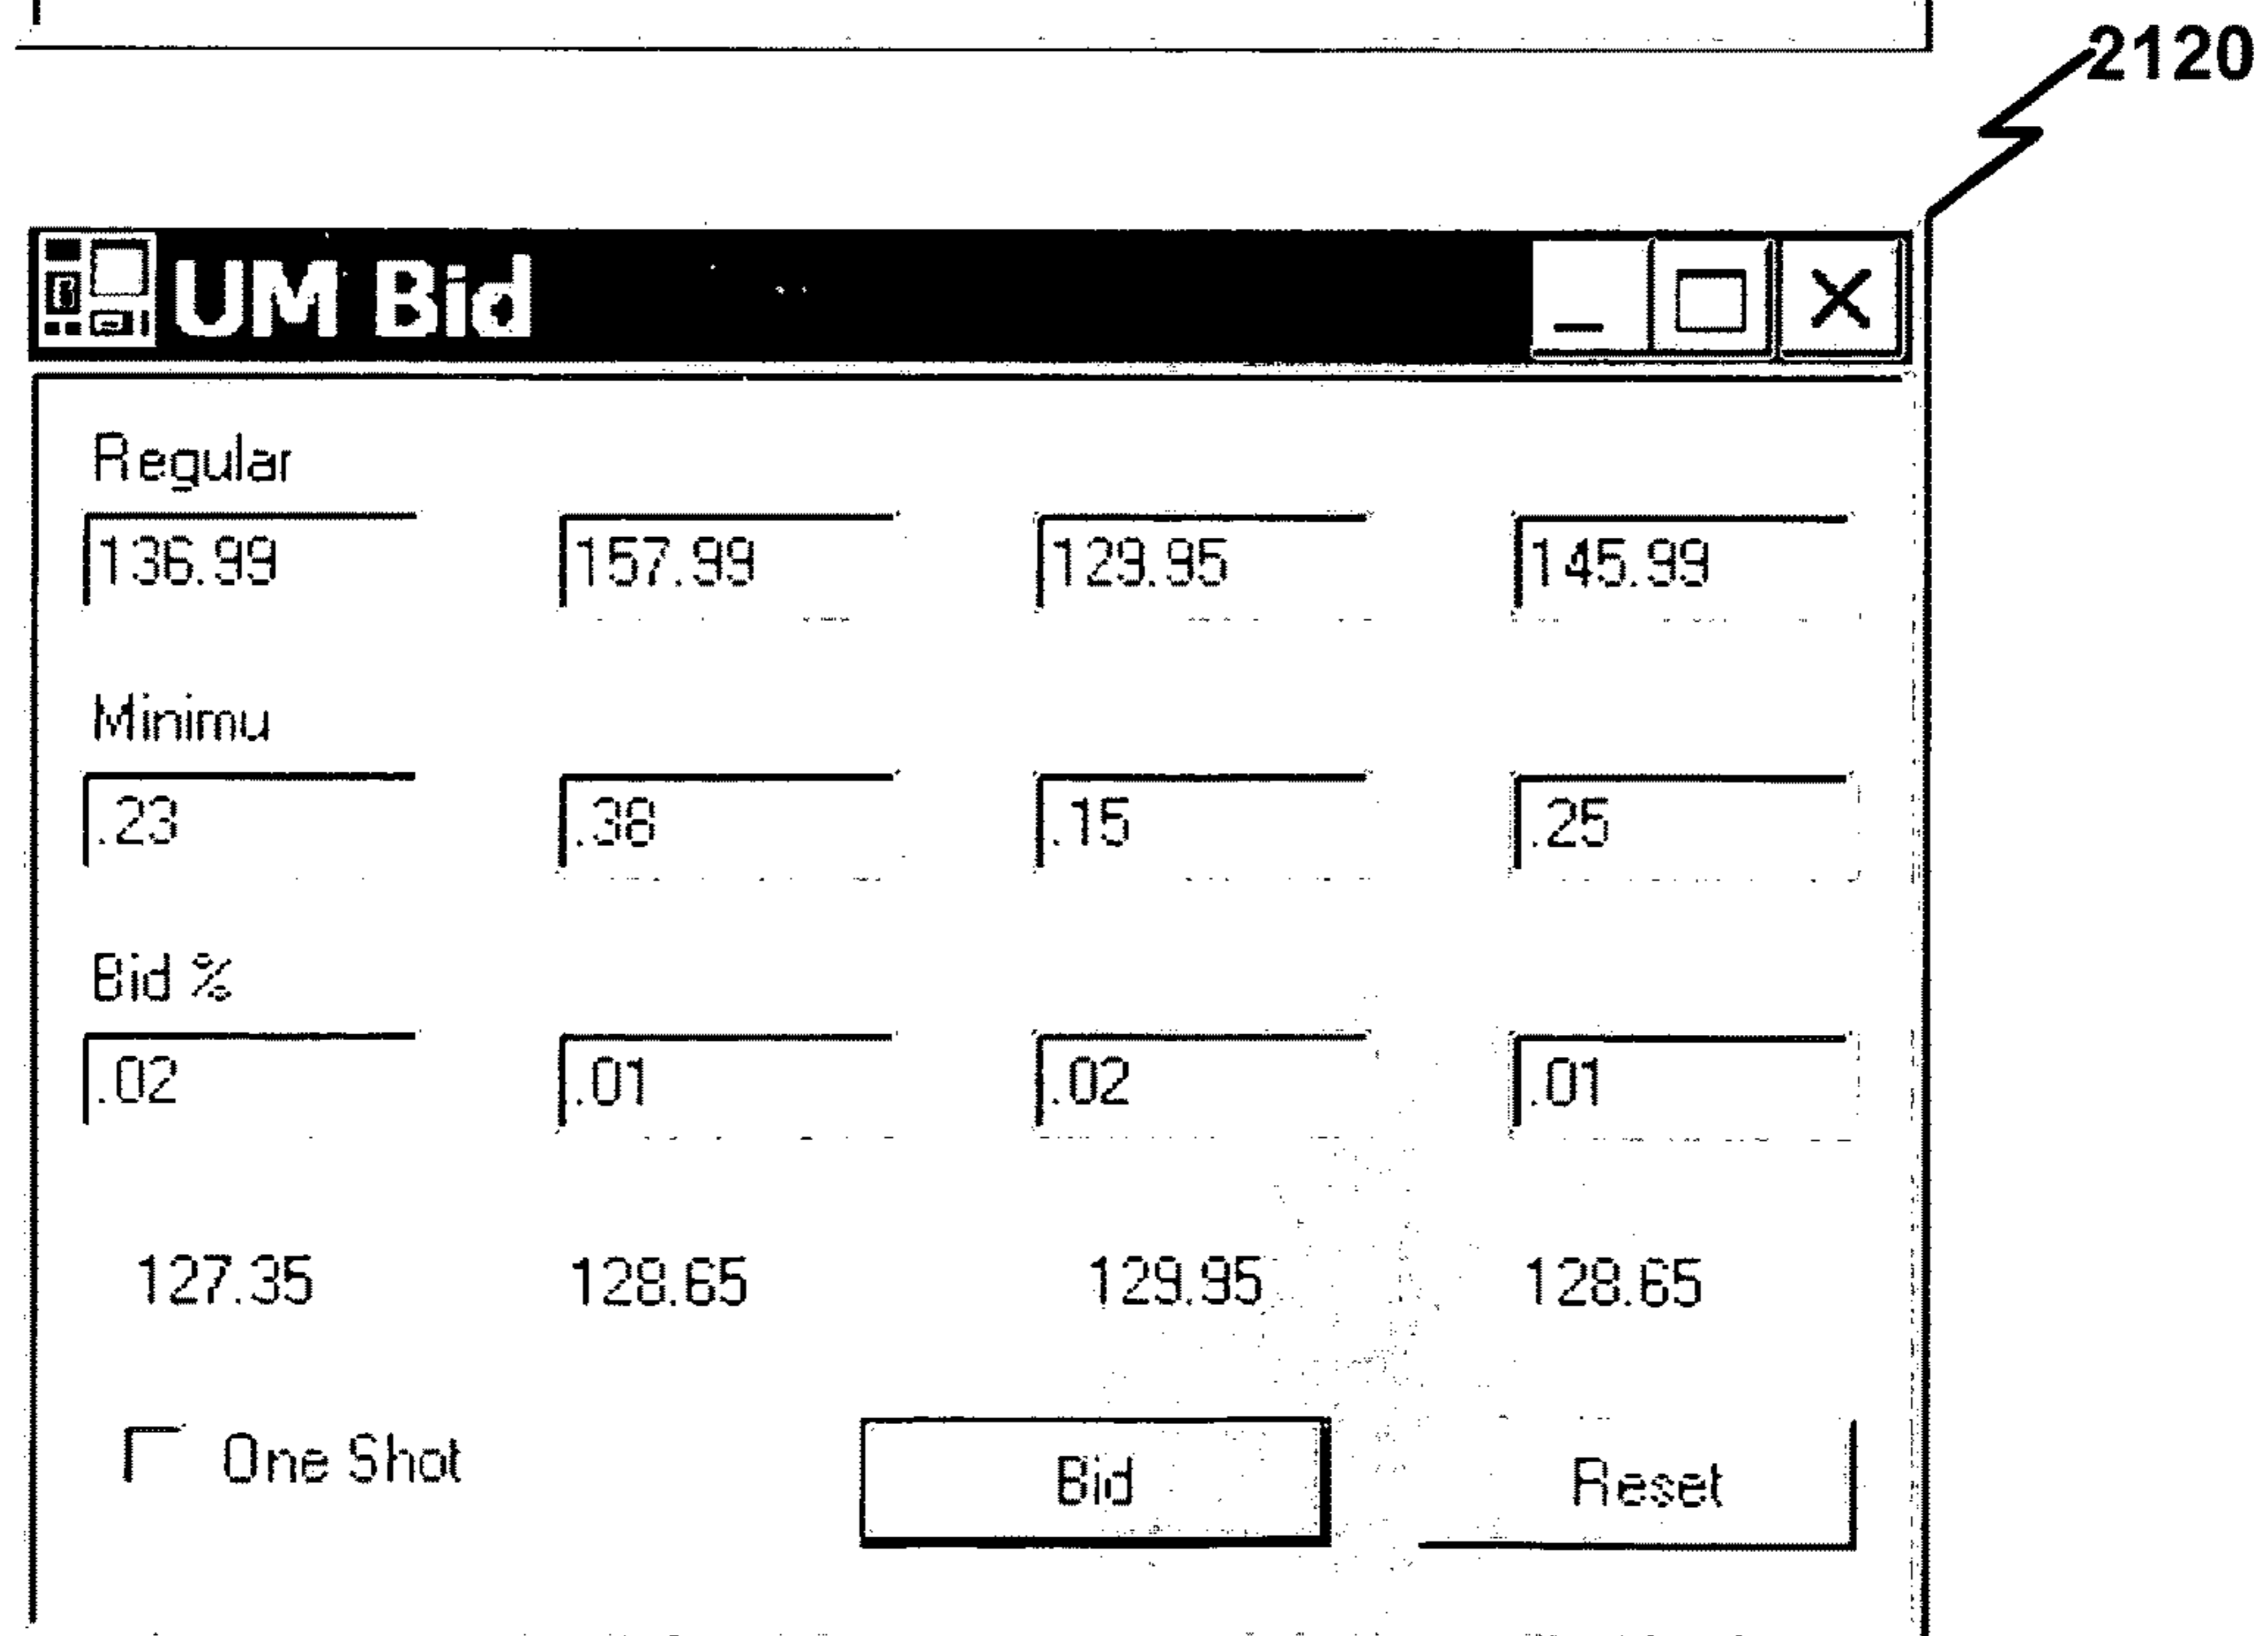 2120
UM Bid
Regular
136.99 157.99 129.95 145.99
Minimu
.23 .38 .15 .25
Bid %
.02 .01 .02 .01
127.35 128.65 129.95 128.65
One Shot Bid Reset